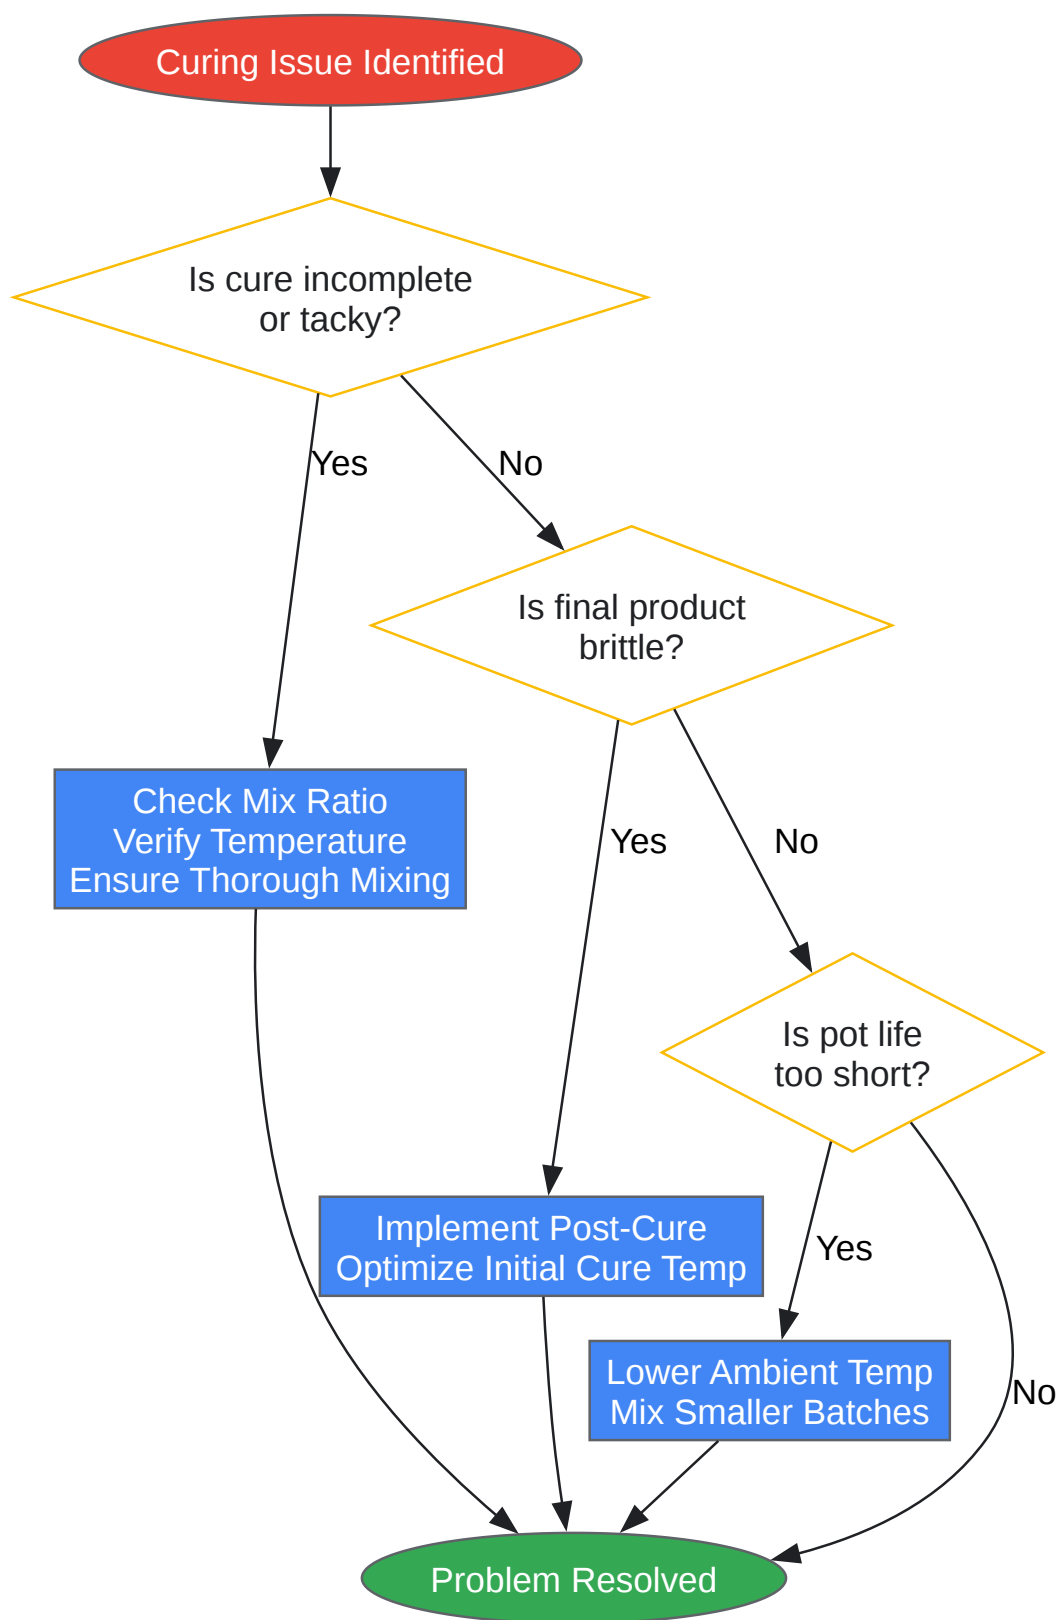 Curing Issue Identified
Is cure incomplete
or tacky?
Yes
No
Is final product
brittle?
Check Mix Ratio
Verify Temperature
Ensure Thorough Mixing
Yes
No
Is pot life
too short?
Implement Post-Cure
Optimize Initial Cure Temp
Yes
Lower Ambient Temp
Mix Smaller Batches
No
Problem Resolved